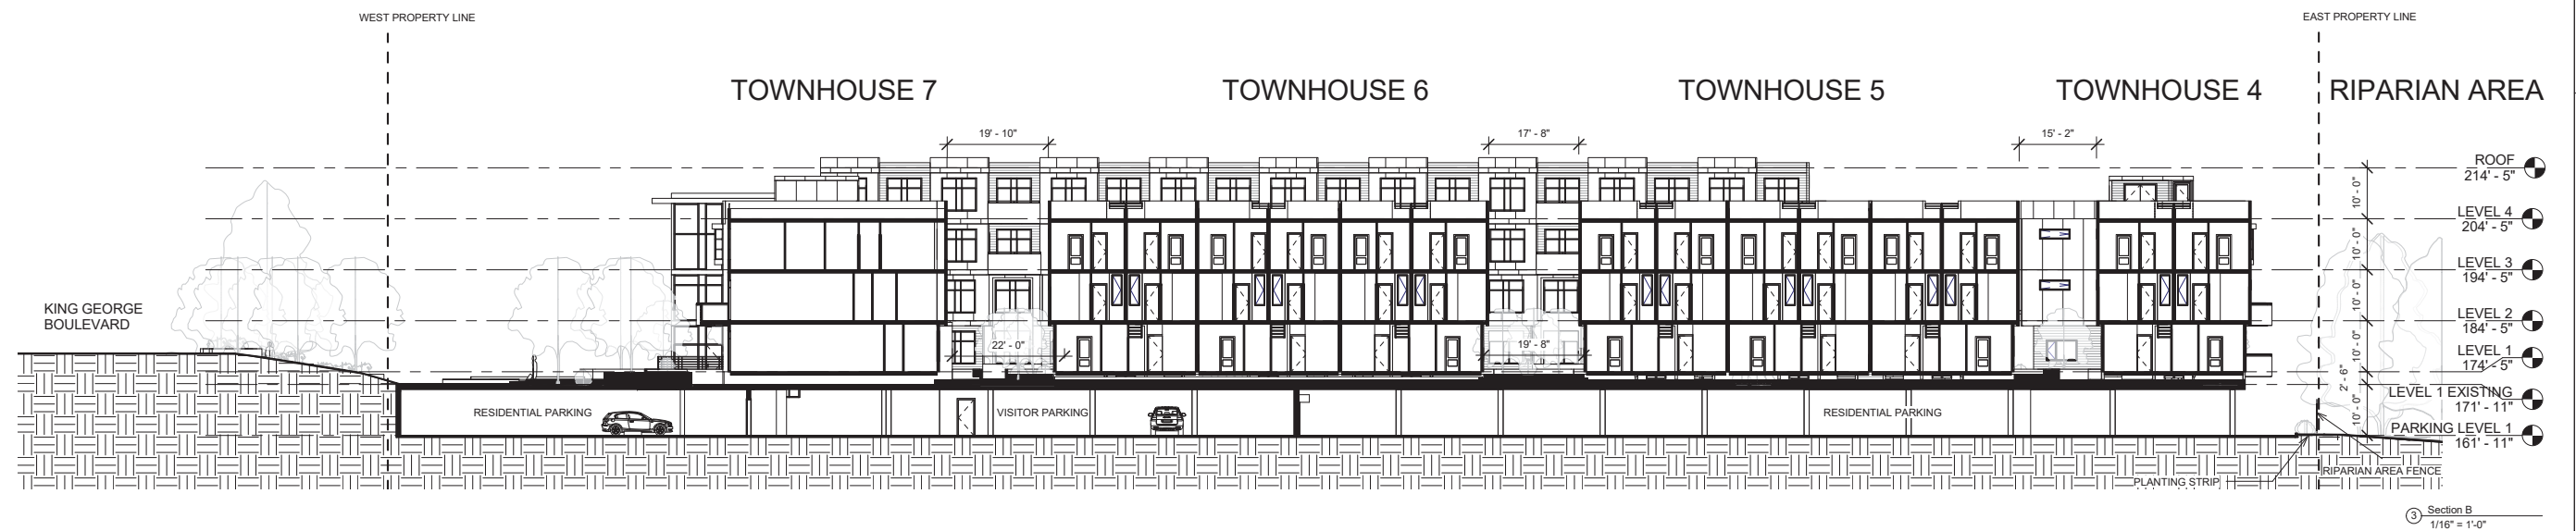 WEST PROPERTY LINE
EAST PROPERTY LINE
TOWNHOUSE 7
TOWNHOUSE 6
TOWNHOUSE 5
TOWNHOUSE 4
RIPARIAN AREA
19' - 10"
17' - 8"
15' - 2"
ROOF
214' - 5"
10' - 0"
LEVEL 4
204' - 5"
10' - 0"
LEVEL 3
194' - 5"
10' - 0"
KING GEORGE
BOULEVARD
LEVEL 2
184' - 5"
10' - 0"
22' - 0"
19' - 8"
LEVEL 1
174' - 5"
2' - 6"
LEVEL 1 EXISTING
171' - 11"
10' - 0"
RESIDENTIAL PARKING
VISITOR PARKING
RESIDENTIAL PARKING
PARKING LEVEL 1
161' - 11"
RIPARIAN AREA FENCE
PLANTING STRIP
3
Section B
1/16" = 1'-0"